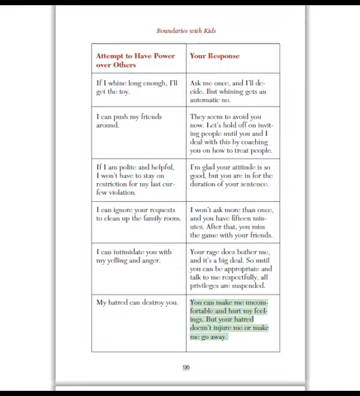 Boundaries with Kids
Attempt to Have Power
over Others
Your Response
If I whine long enough, I'll
get the toy.
Ask me once, and I'll de-
cide. But whining gets an
automatic no.
I can push my friends
around.
They seem to avoid you
now. Let's hold off on invit-
ing people until you and I
deal with this by coaching
you on how to treat people.
If I am polite and helpful,
I won't have to stay on
restriction for my last cur-
few violation.
I'm glad your attitude is so
good, but you are in for the
duration of your sentence.
I can ignore your requests
to clean up the family room.
I won't ask more than once,
and you have fifteen min-
utes. After that, you miss
the game with your friends.
I can intimidate you with
my yelling and anger.
Your rage does bother me,
and it's a big deal. So until
you can be appropriate and
talk to me respectfully, all
privileges are suspended.
My hatred can destroy you.
You can make me uncom-
fortable and hurt my feel-
ings. But your hatred
doesn't injure me or make
me go away.